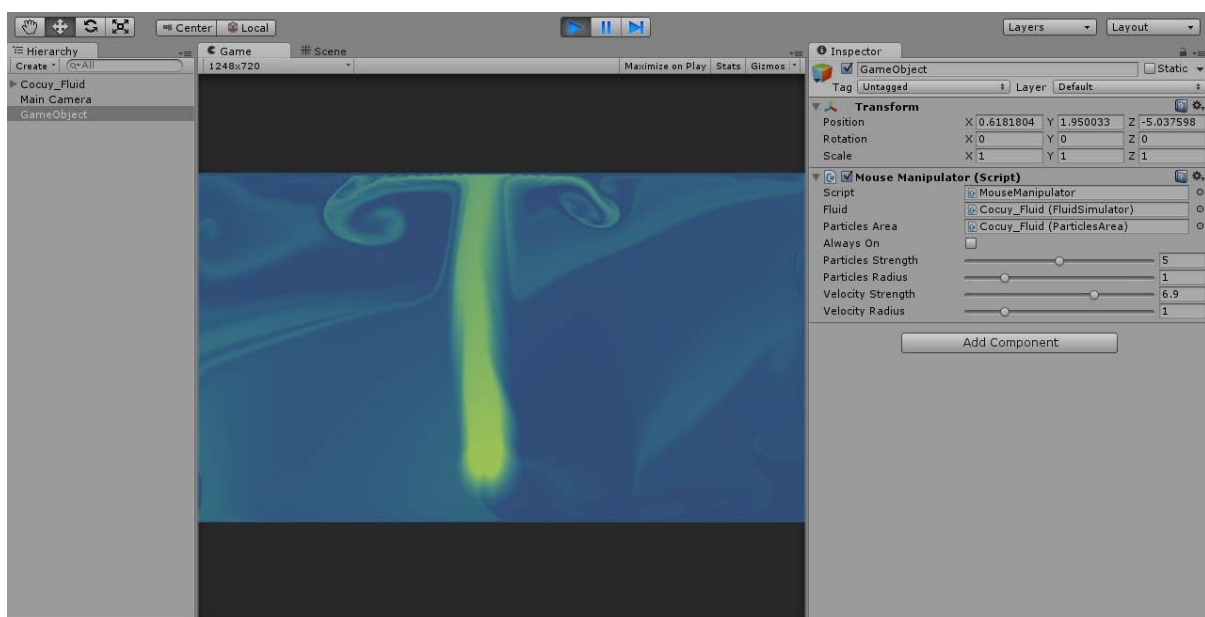 Center Local Layers Layout
Hierarchy Game Scene Inspector
Create All 1248x720 Maximize on Play Stats Gizmos GameObject Static
Cocuy_Fluid Tag Untagged Layer Default
Main Camera Transform
GameObject Position X 0.6181804 Y 1.950033 Z -5.037598
Rotation X 0 Y 0 Z 0
Scale X 1 Y 1 Z 1
Mouse Manipulator (Script)
Script MouseManipulator
Fluid Cocuy_Fluid (FluidSimulator)
Particles Area Cocuy_Fluid (ParticlesArea)
Always On
Particles Strength 5
Particles Radius 1
Velocity Strength 6.9
Velocity Radius 1
Add Component